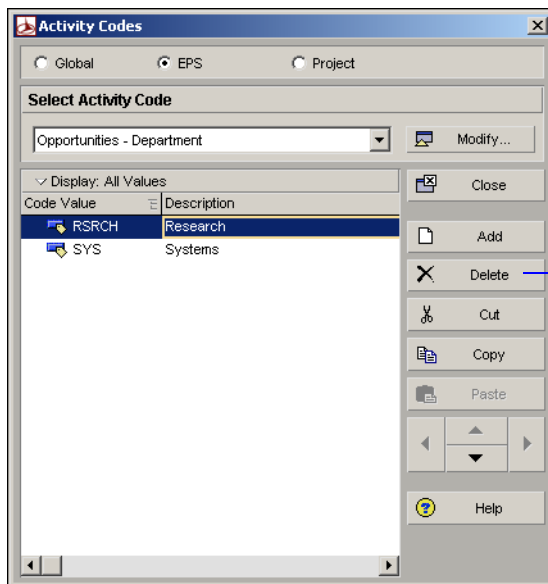 Activity Codes
Global EPS Project
Select Activity Code
Opportunities - Department Modify...
Display: All Values Close
Code Value Description
RSRCH Research Add
SYS Systems
Delete
Cut
Copy
Paste
Help